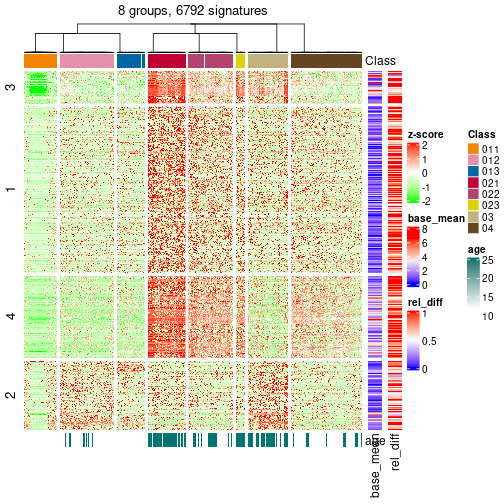 8 groups, 6792 signatures
Class
3
1
4
2
age
base_mean
rel_diff
z-score
2
1
0
-1
-2
base_mean
8
6
4
2
0
rel_diff
1
0.5
0
Class
011
012
013
021
022
023
03
04
age
25
20
15
10